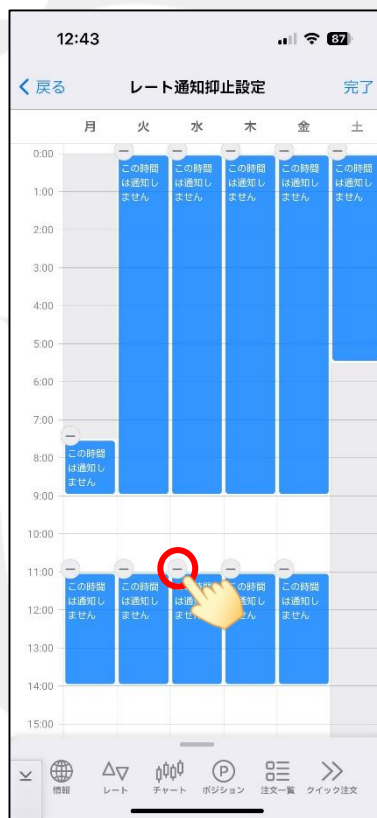 12:43
87
戻る
レート通知抑止設定
完了
月 火 水 木 金 土
0:00
この時間
は通知し
ません
この時間
は通知し
ません
この時間
は通知し
ません
この時間
は通知し
ません
この時間
は通知し
ません
1:00
2:00
3:00
4:00
5:00
6:00
7:00
8:00
この時間
は通知し
ません
9:00
10:00
11:00
この時間
は通知し
ません
この時間
は通知し
ません
時間
は通知し
ませ
の時間
通知し
せん
この時間
は通知し
ません
12:00
13:00
14:00
15:00
情報
レート
チャート
P
ポジション
注文一覧
クイック注文